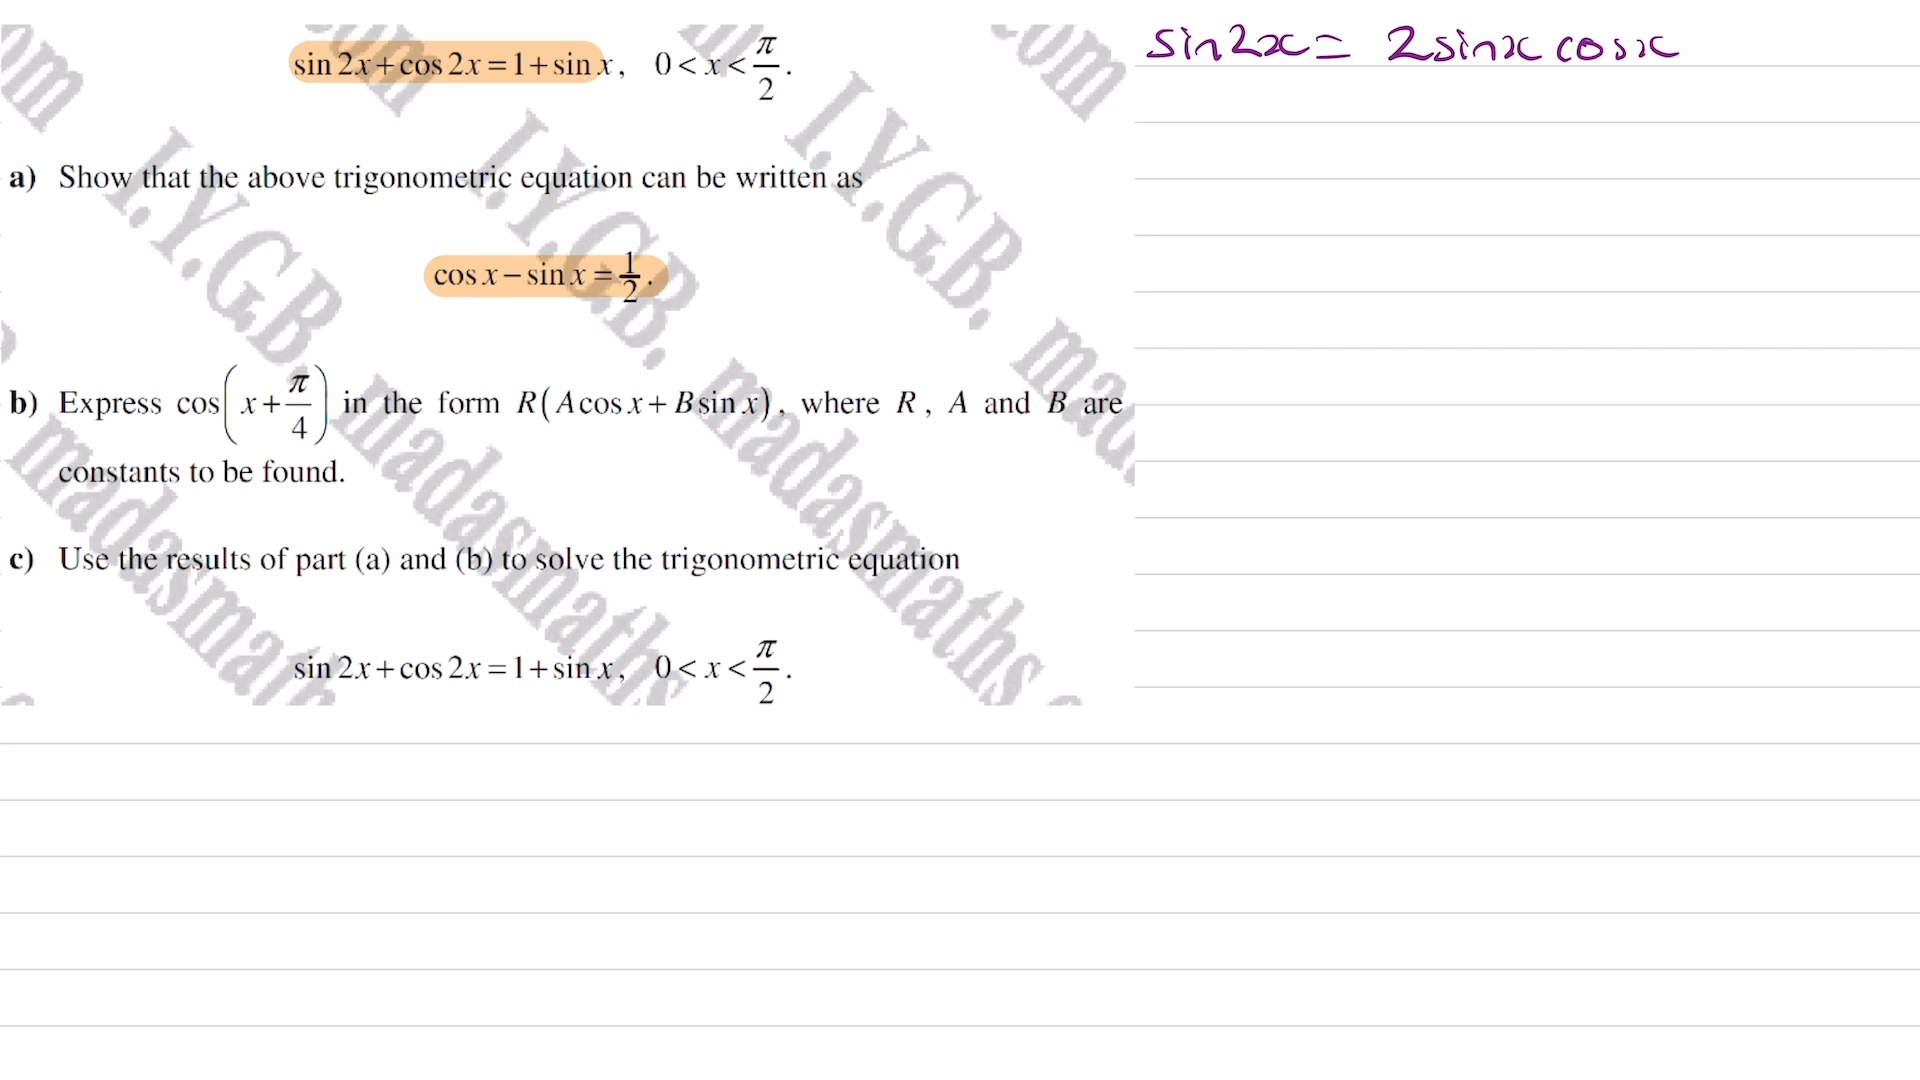 sin 2x + cos 2x = 1 + sin x, 0 < x < π/2.
sin2x = 2sinx cosx
a) Show that the above trigonometric equation can be written as
cos x − sin x = 1/2.
b) Express cos(x + π/4) in the form R(A cos x + B sin x), where R, A and B are
constants to be found.
c) Use the results of part (a) and (b) to solve the trigonometric equation
sin 2x + cos 2x = 1 + sin x, 0 < x < π/2.
I.Y.G.B. madasmaths.com